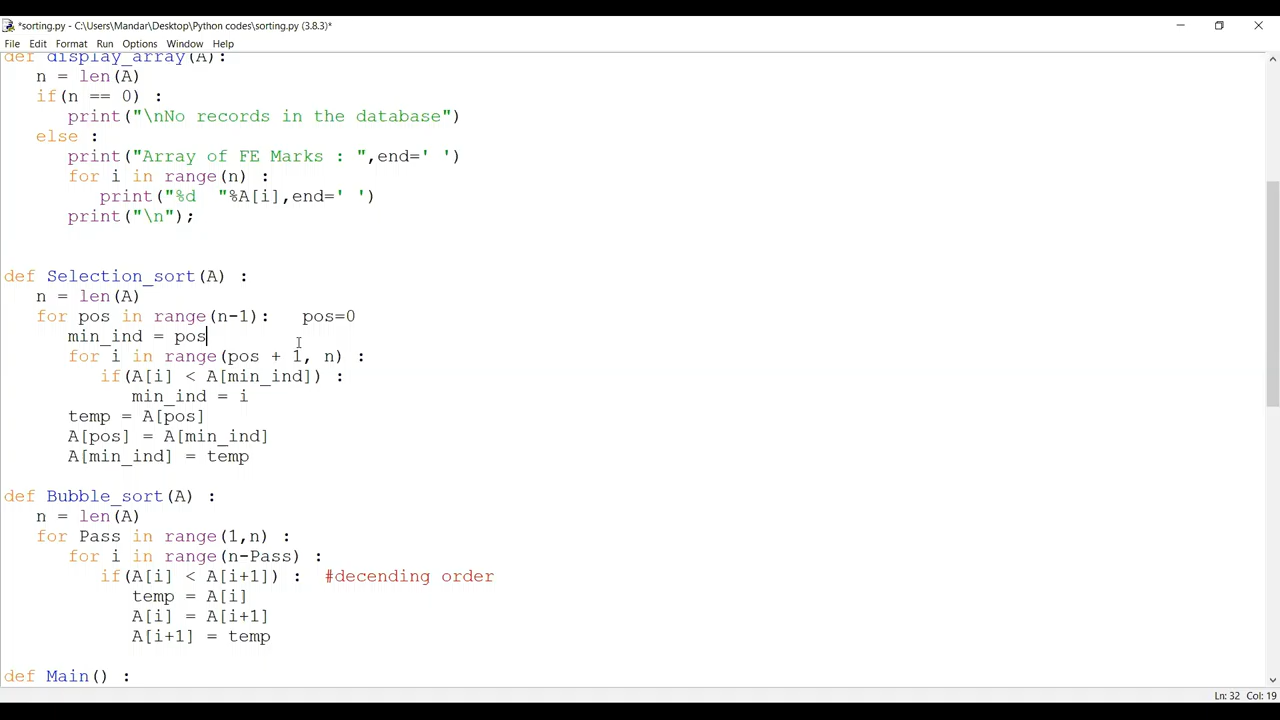 *sorting.py - C:\Users\Mandar\Desktop\Python codes\sorting.py (3.8.3)*
File Edit Format Run Options Window Help
def display_array(A):
   n = len(A)
   if(n == 0) :
      print("\nNo records in the database")
   else :
      print("Array of FE Marks : ",end=' ')
      for i in range(n) :
         print("%d  "%A[i],end=' ')
      print("\n");
def Selection_sort(A) :
   n = len(A)
   for pos in range(n-1):   pos=0
      min_ind = pos
      for i in range(pos + 1, n) :
         if(A[i] < A[min_ind]) :
            min_ind = i
      temp = A[pos]
      A[pos] = A[min_ind]
      A[min_ind] = temp
def Bubble_sort(A) :
   n = len(A)
   for Pass in range(1,n) :
      for i in range(n-Pass) :
         if(A[i] < A[i+1]) :  #decending order
            temp = A[i]
            A[i] = A[i+1]
            A[i+1] = temp
def Main() :
Ln: 32 Col: 19